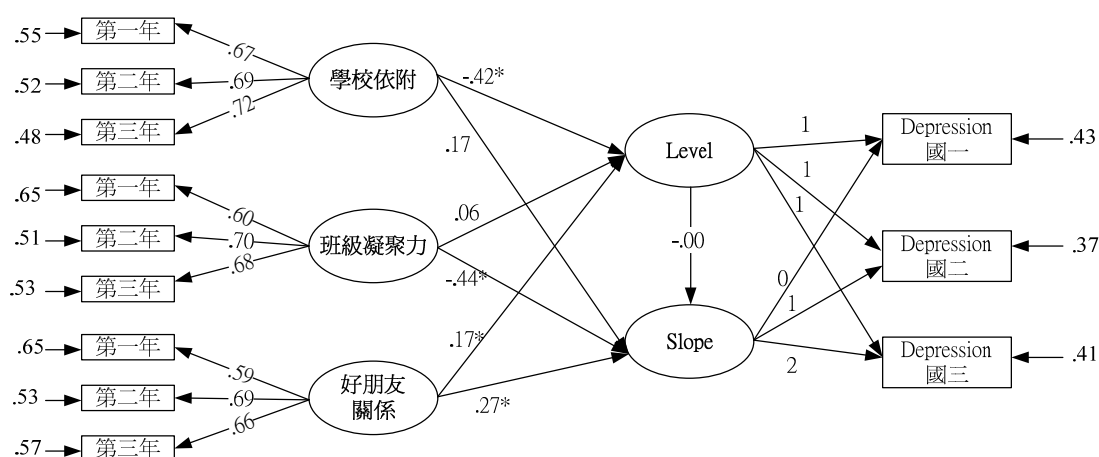 .55
第一年
.67
.52
第二年
.69
.48
第三年
.72
學校依附
-.42*
.17
.65
第一年
.60
.51
第二年
.70
.53
第三年
.68
班級凝聚力
.06
-.44*
.65
第一年
.59
.53
第二年
.69
.57
第三年
.66
好朋友
關係
.17*
.27*
Level
-.00
Slope
1
1
1
0
1
2
Depression
國一
.43
Depression
國二
.37
Depression
國三
.41